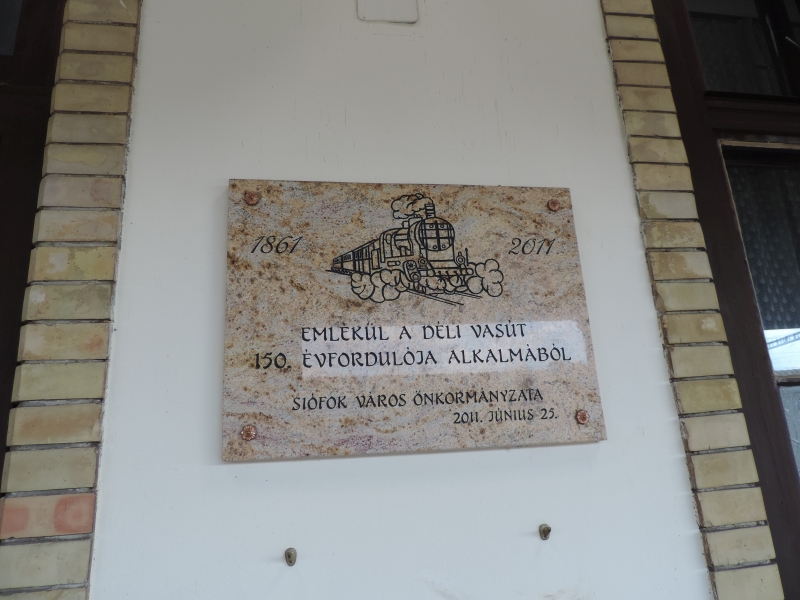 1861 2011
EMLÉKÜL A DÉLI VASÚT
150. ÉVFORDULÓJA ALKALMÁBÓL
SIÓFOK VÁROS ÖNKORMÁNYZATA
2011. JÚNIUS 25.